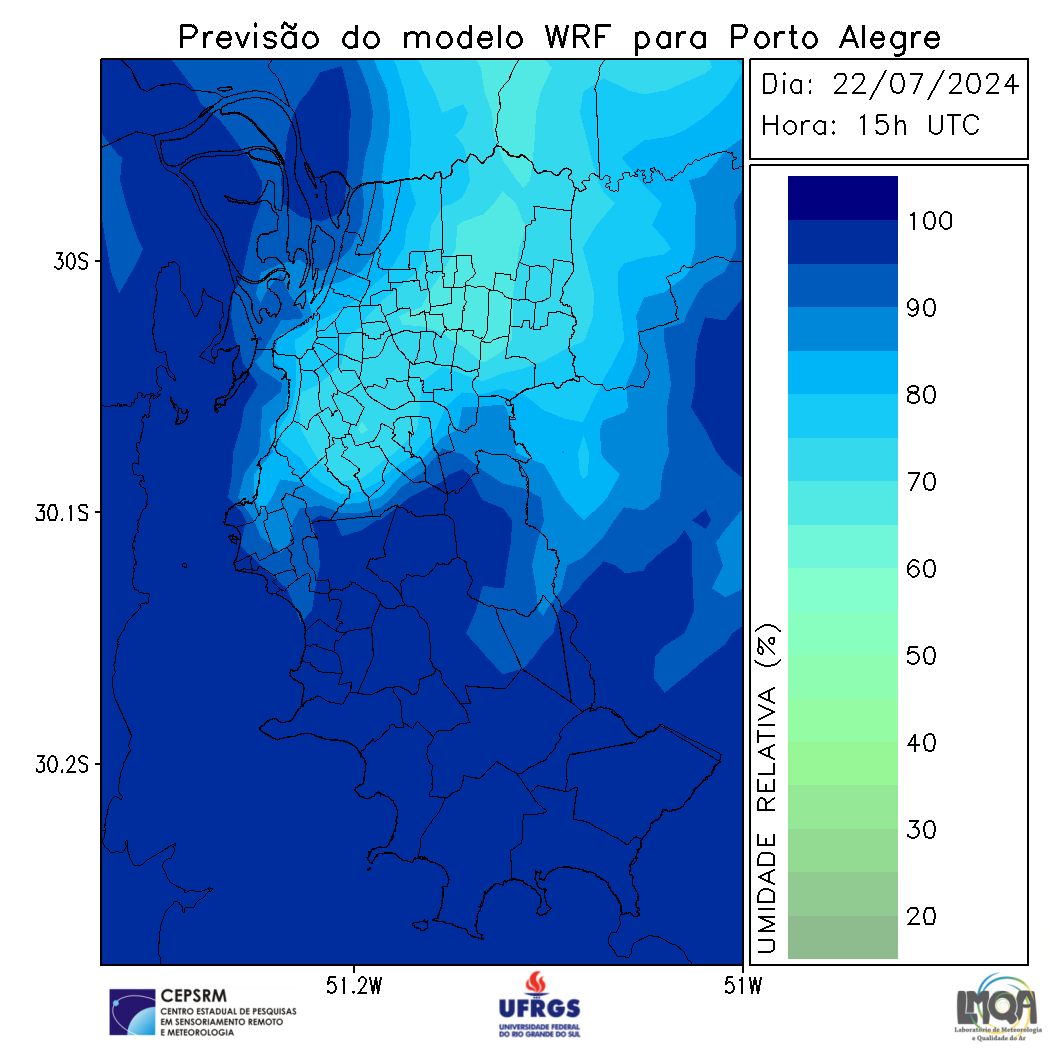 Previsão do modelo WRF para Porto Alegre
Dia: 22/07/2024
Hora: 15h UTC
30S
30.1S
30.2S
51.2W
51W
100
90
80
70
60
50
40
30
20
UMIDADE RELATIVA (%)
CEPSRM
CENTRO ESTADUAL DE PESQUISAS
EM SENSORIAMENTO REMOTO
E METEOROLOGIA
UFRGS
UNIVERSIDADE FEDERAL
DO RIO GRANDE DO SUL
LMQA
Laboratório de Meteorologia
e Qualidade do Ar